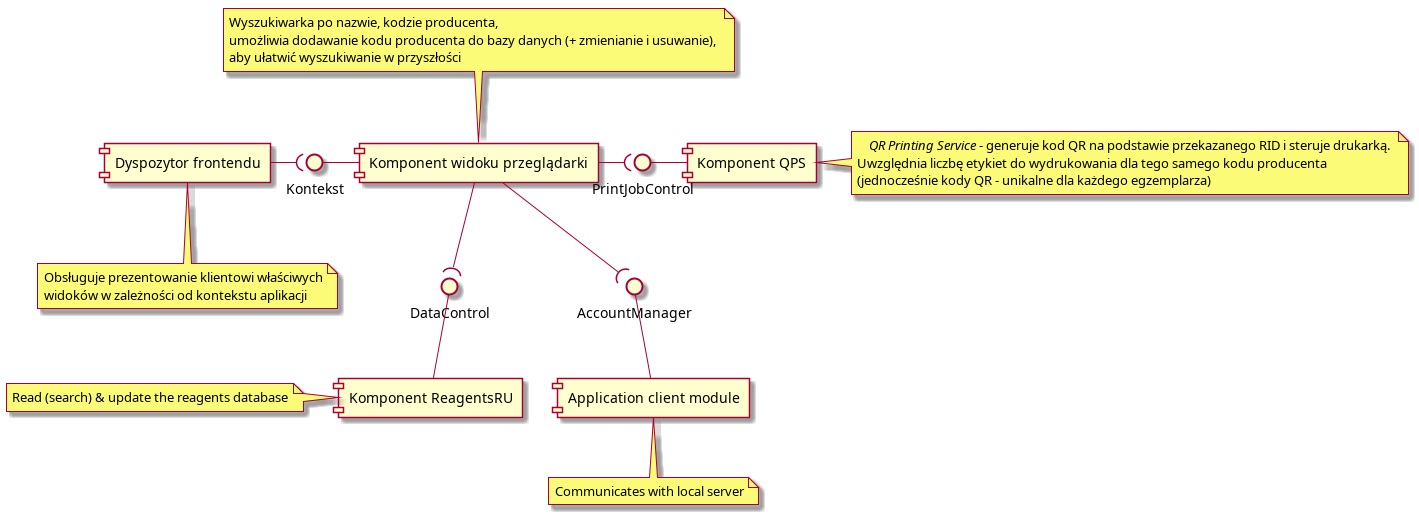 Wyszukiwarka po nazwie, kodzie producenta,
umożliwia dodawanie kodu producenta do bazy danych (+ zmienianie i usuwanie),
aby ułatwić wyszukiwanie w przyszłości
Dyspozytor frontendu
Kontekst
Komponent widoku przeglądarki
PrintJobControl
Komponent QPS
QR Printing Service - generuje kod QR na podstawie przekazanego RID i steruje drukarką.
Uwzględnia liczbę etykiet do wydrukowania dla tego samego kodu producenta
(jednocześnie kody QR - unikalne dla każdego egzemplarza)
Obsługuje prezentowanie klientowi właściwych
widoków w zależności od kontekstu aplikacji
DataControl
AccountManager
Read (search) & update the reagents database
Komponent ReagentsRU
Application client module
Communicates with local server